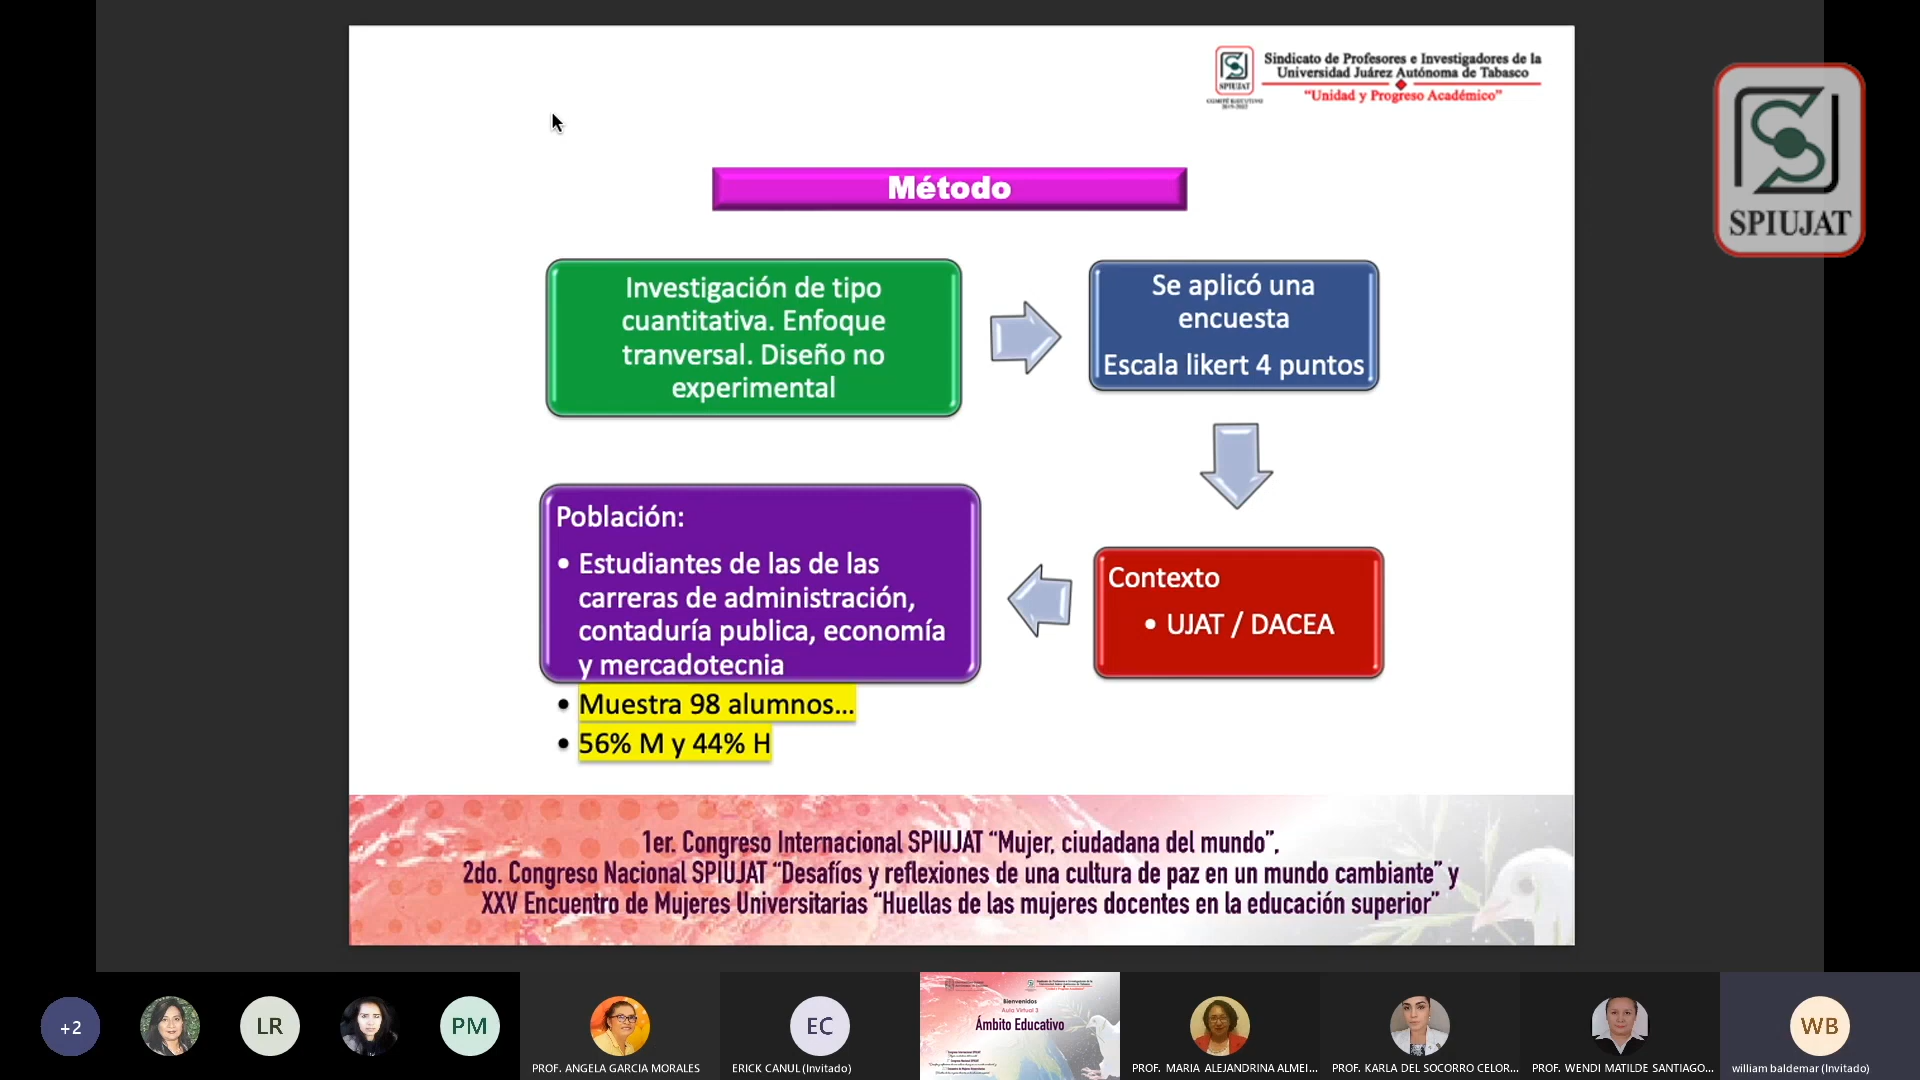 SPIUJAT
Sindicato de Profesores e Investigadores de la
Universidad Juárez Autónoma de Tabasco
“Unidad y Progreso Académico”
COMITÉ EJECUTIVO
SPIUJAT
Método
Investigación de tipo
cuantitativa. Enfoque
tranversal. Diseño no
experimental
Se aplicó una
encuesta
Escala likert 4 puntos
Contexto
• UJAT / DACEA
Población:
• Estudiantes de las de las
carreras de administración,
contaduría publica, economía
y mercadotecnia
• Muestra 98 alumnos...
• 56% M y 44% H
1er. Congreso Internacional SPIUJAT “Mujer, ciudadana del mundo”,
2do. Congreso Nacional SPIUJAT “Desafíos y reflexiones de una cultura de paz en un mundo cambiante” y
XXV Encuentro de Mujeres Universitarias “Huellas de las mujeres docentes en la educación superior”
+2
LR
PM
PROF. ANGELA GARCIA MORALES
EC
ERICK CANUL (Invitado)
Bienvenidos
Aula Virtual 3
Ámbito Educativo
PROF. MARIA ALEJANDRINA ALMEI...
PROF. KARLA DEL SOCORRO CELOR...
PROF. WENDI MATILDE SANTIAGO...
WB
william baldemar (Invitado)